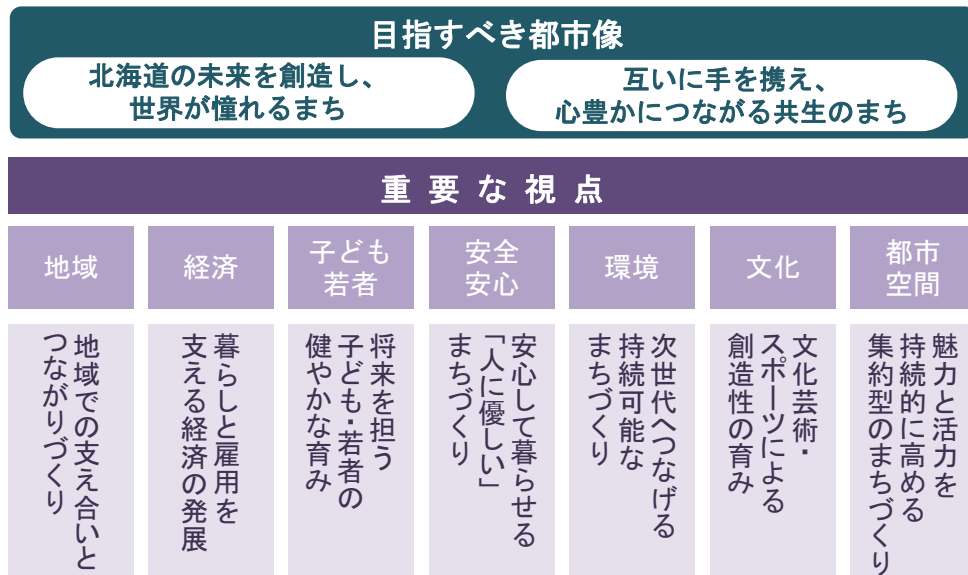 目指すべき都市像
北海道の未来を創造し、
世界が憧れるまち
互いに手を携え、
心豊かにつながる共生のまち
重要な視点
地域
経済
子ども
若者
安全
安心
環境
文化
都市
空間
地域での支え合いと
つながりづくり
暮らしと雇用を
支える経済の発展
将来を担う
子ども・若者の
健やかな育み
安心して暮らせる
「人に優しい」
まちづくり
次世代へつなげる
持続可能な
まちづくり
文化芸術・
スポーツによる
創造性の育み
魅力と活力を
持続的に高める
集約型のまちづくり